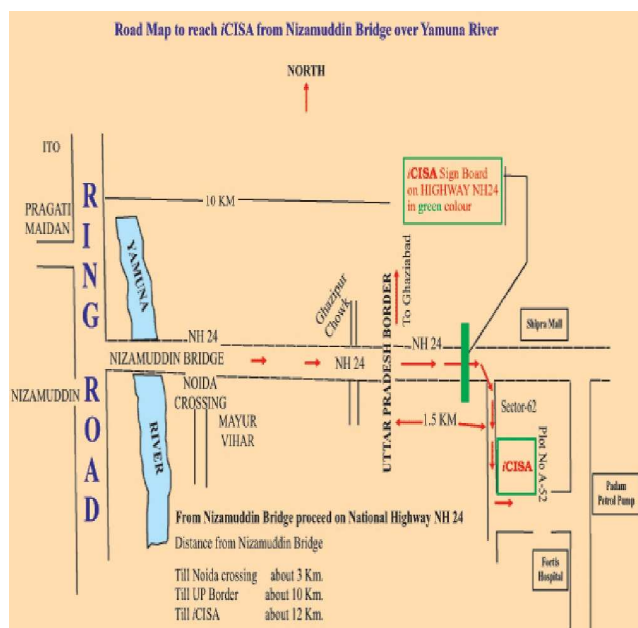 Road Map to reach iCISA from Nizamuddin Bridge over Yamuna River
NORTH
ITO
PRAGATI
MAIDAN
RING
ROAD
10 KM
iCISA Sign Board
on HIGHWAY NH24
in green colour
YAMUNA
Ghazipur
Chowk
UTTAR PRADESH BORDER
To Ghaziabad
Shipra Mall
NH 24
NH 24
NIZAMUDDIN BRIDGE
NH 24
NIZAMUDDIN
NOIDA
CROSSING
MAYUR
VIHAR
RIVER
1.5 KM
Sector-62
iCISA
Plot No A-52
Padam
Petrol Pump
Fortis
Hospital
From Nizamuddin Bridge proceed on National Highway NH 24
Distance from Nizamuddin Bridge
Till Noida crossing about 3 Km.
Till UP Border about 10 Km.
Till iCISA about 12 Km.